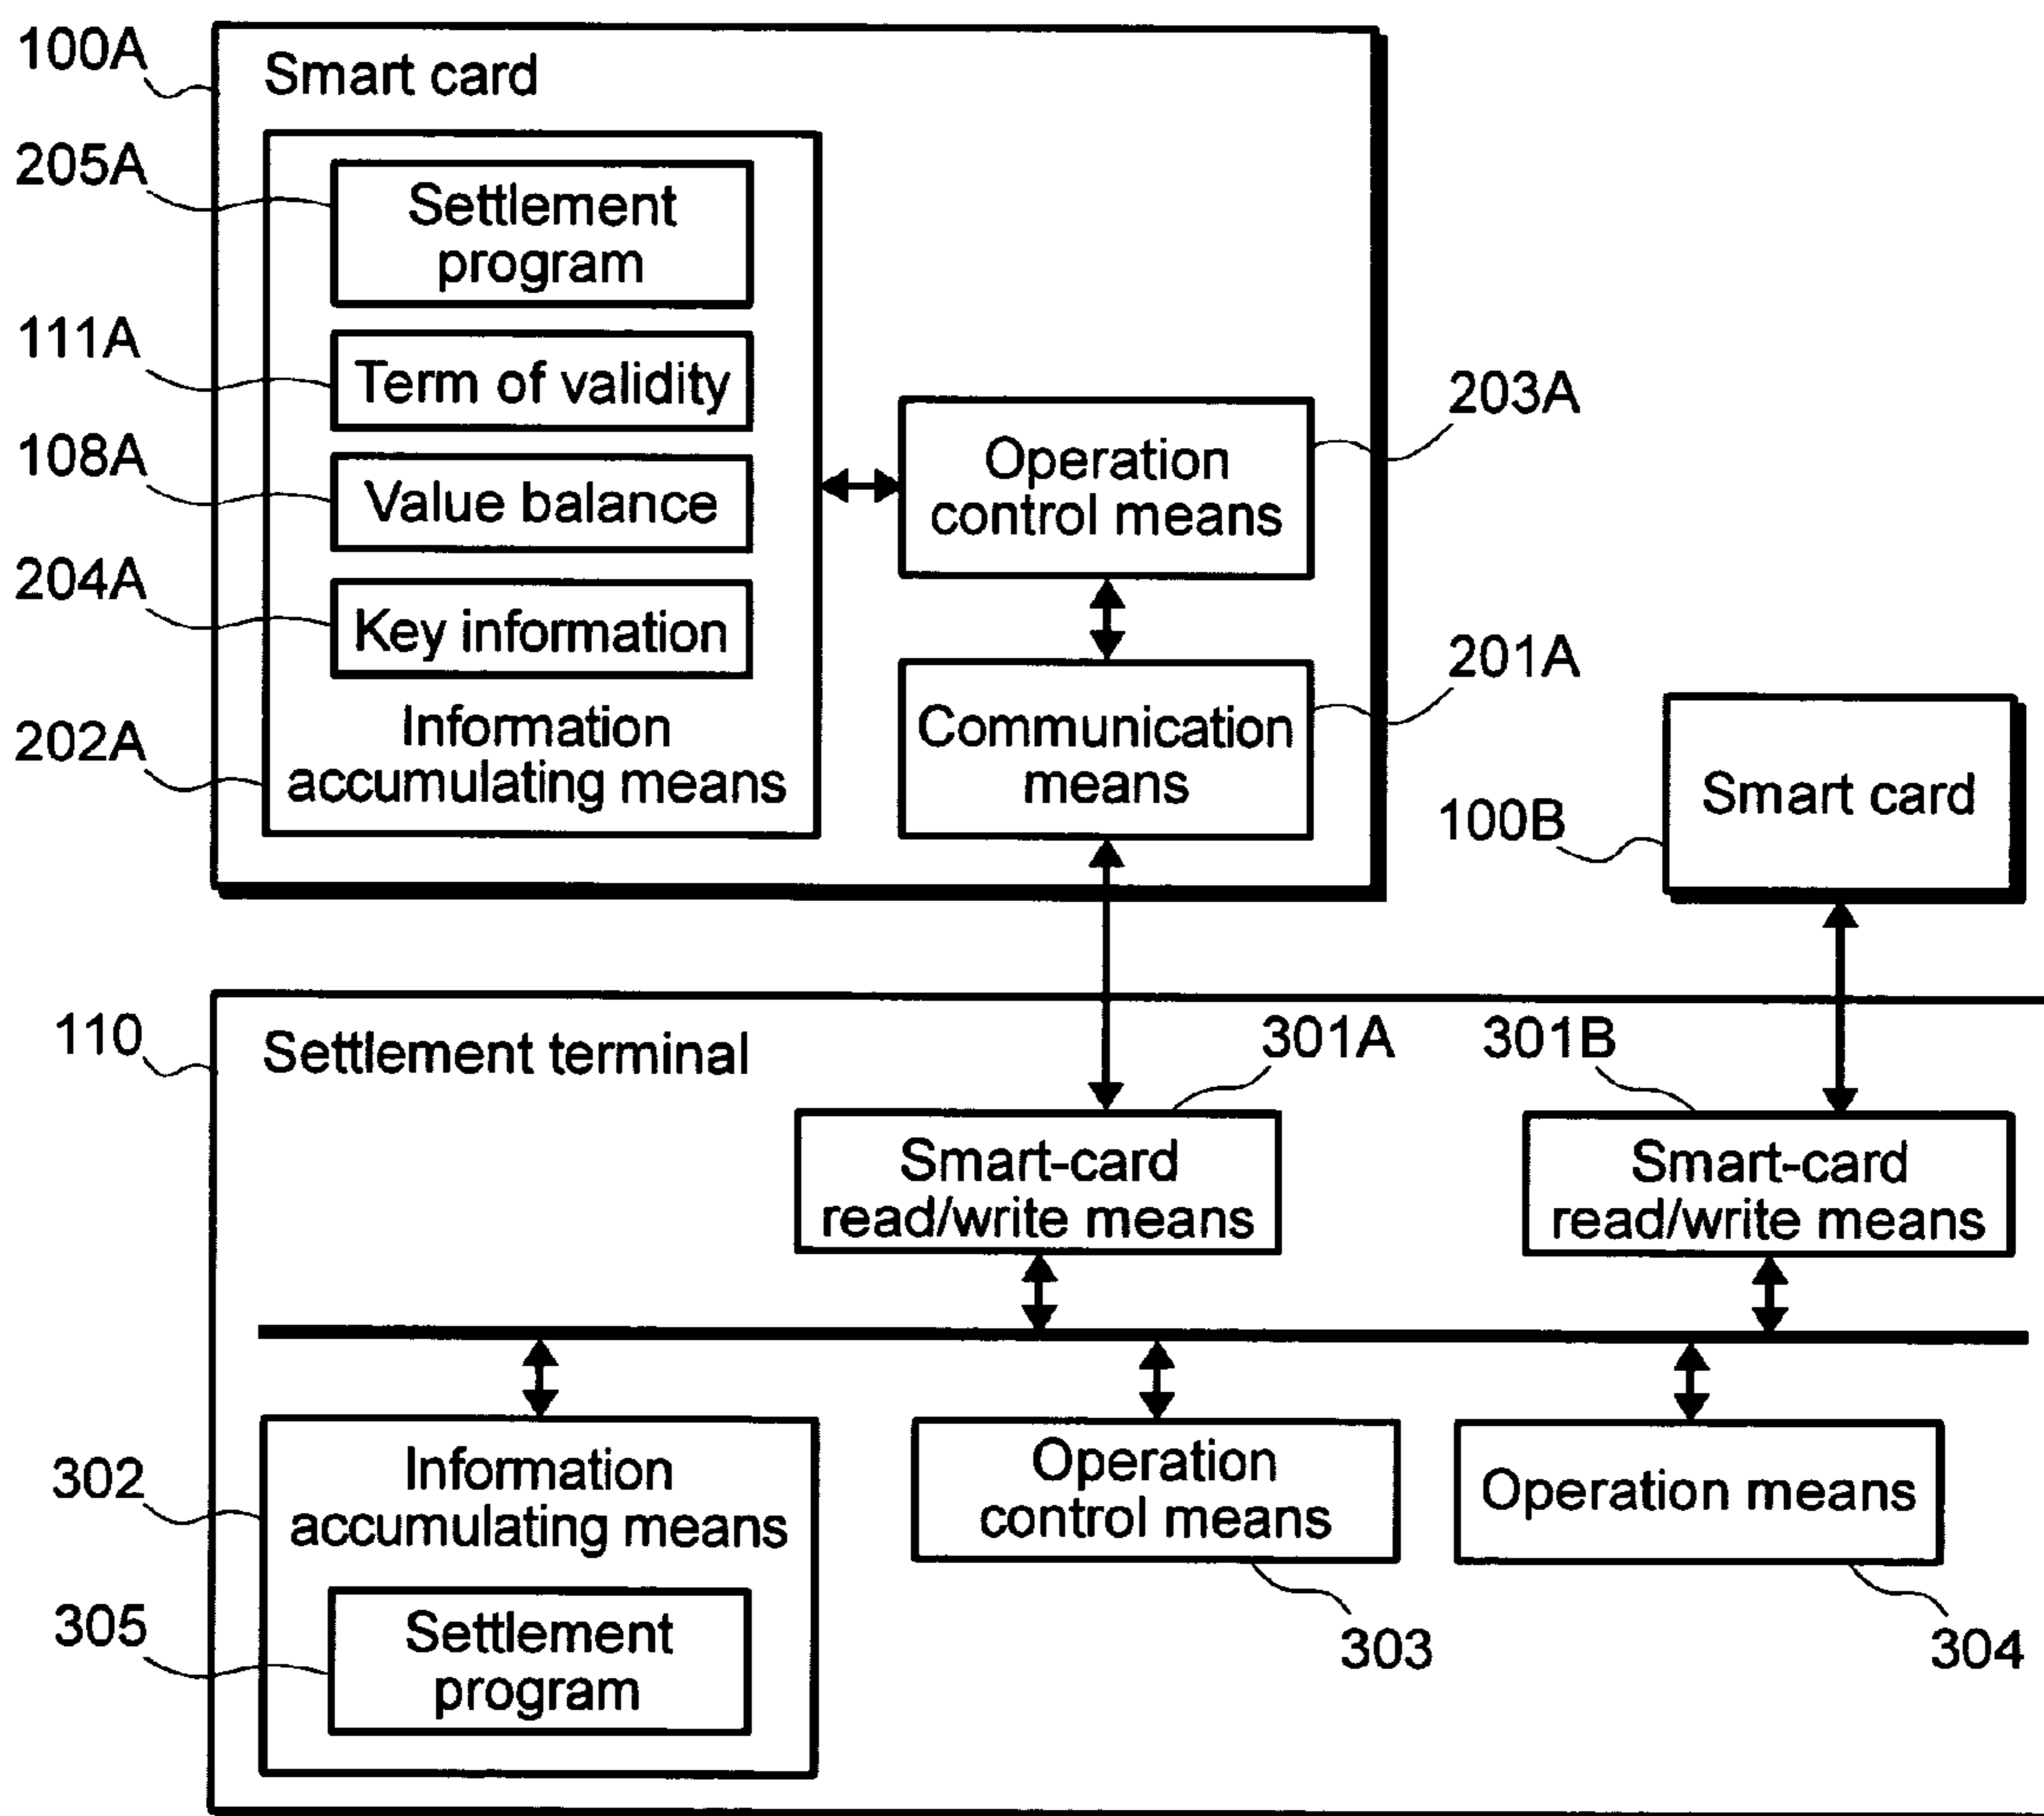 100A
Smart card
205A
Settlement
program
111A
Term of validity
108A
Value balance
204A
Key information
202A
Information
accumulating means
203A
Operation
control means
201A
Communication
means
100B
Smart card
110
Settlement terminal
301A
Smart-card
read/write means
301B
Smart-card
read/write means
302
Information
accumulating means
305
Settlement
program
Operation
control means
303
Operation means
304